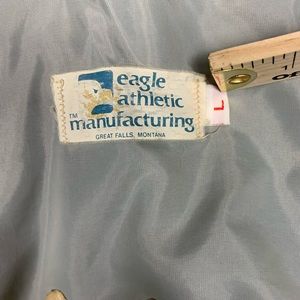 eagle
athletic
TM manufacturing
GREAT FALLS, MONTANA
L